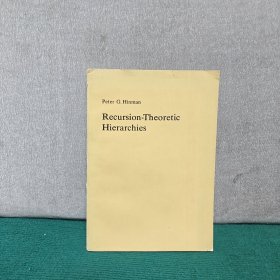 Peter G. Hinman
Recursion-Theoretic
Hierarchies